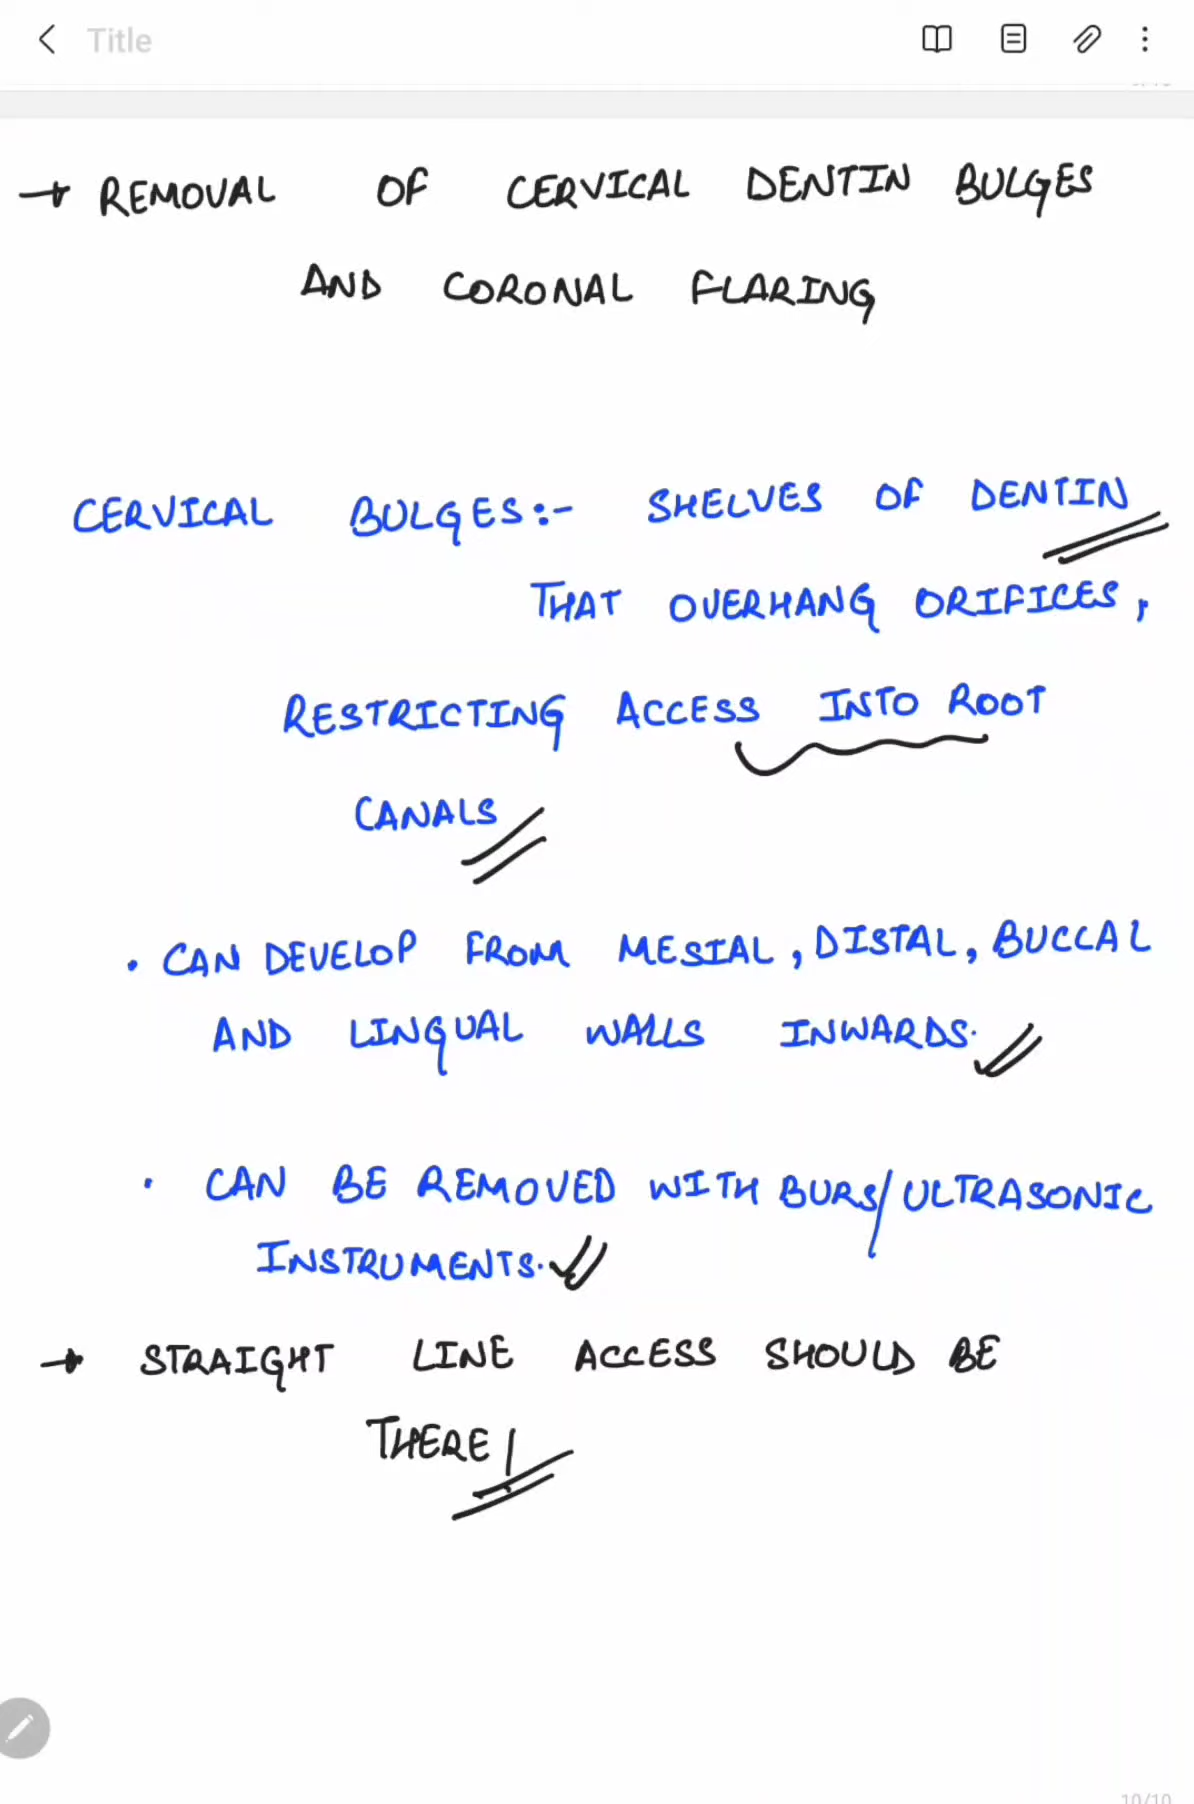 Title
→ REMOVAL OF CERVICAL DENTIN BULGES
AND CORONAL FLARING
CERVICAL BULGES:- SHELVES OF DENTIN
THAT OVERHANG ORIFICES,
RESTRICTING ACCESS INTO ROOT
CANALS
• CAN DEVELOP FROM MESIAL, DISTAL, BUCCAL
AND LINGUAL WALLS INWARDS.
• CAN BE REMOVED WITH BURS/ULTRASONIC
INSTRUMENTS.
→ STRAIGHT LINE ACCESS SHOULD BE
THERE!
10/10